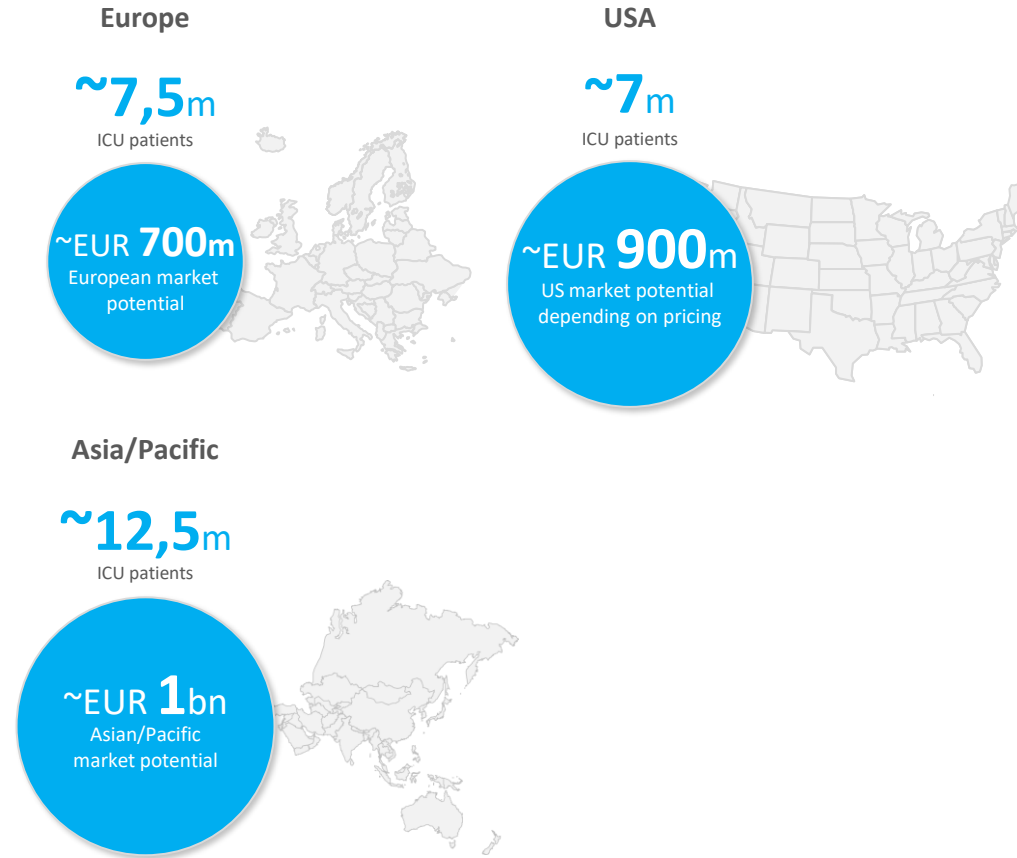 Europe
~7,5m
ICU patients
~EUR 700m
European market
potential
USA
~7m
ICU patients
~EUR 900m
US market potential
depending on pricing
Asia/Pacific
~12,5m
ICU patients
~EUR 1bn
Asian/Pacific
market potential